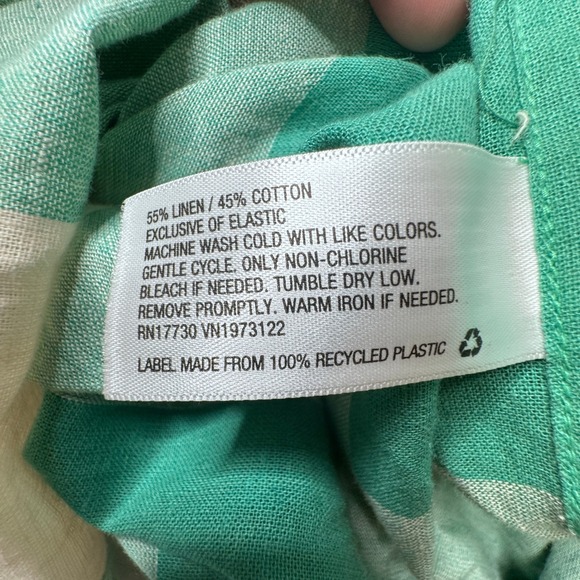 55% LINEN / 45% COTTON
EXCLUSIVE OF ELASTIC
MACHINE WASH COLD WITH LIKE COLORS.
GENTLE CYCLE. ONLY NON-CHLORINE
BLEACH IF NEEDED. TUMBLE DRY LOW.
REMOVE PROMPTLY. WARM IRON IF NEEDED.
RN17730 VN1973122
LABEL MADE FROM 100% RECYCLED PLASTIC